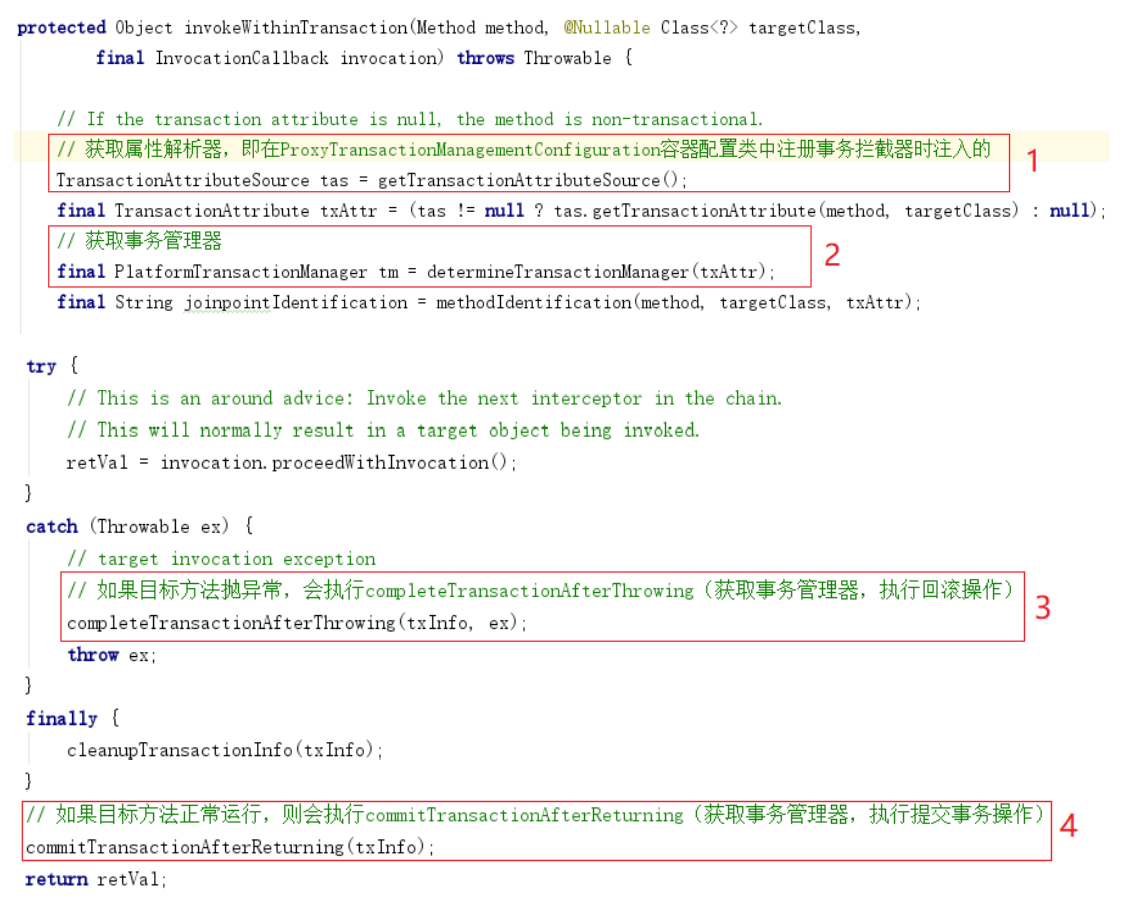 protected Object invokeWithinTransaction(Method method, @Nullable Class<?> targetClass,
final InvocationCallback invocation) throws Throwable {
// If the transaction attribute is null, the method is non-transactional.
// 获取属性解析器，即在ProxyTransactionManagementConfiguration容器配置类中注册事务拦截器时注入的
1
TransactionAttributeSource tas = getTransactionAttributeSource();
final TransactionAttribute txAttr = (tas != null ? tas.getTransactionAttribute(method, targetClass) : null);
// 获取事务管理器
2
final PlatformTransactionManager tm = determineTransactionManager(txAttr);
final String joinpointIdentification = methodIdentification(method, targetClass, txAttr);
try {
// This is an around advice: Invoke the next interceptor in the chain.
// This will normally result in a target object being invoked.
retVal = invocation.proceedWithInvocation();
}
catch (Throwable ex) {
// target invocation exception
// 如果目标方法抛异常，会执行completeTransactionAfterThrowing（获取事务管理器，执行回滚操作）
3
completeTransactionAfterThrowing(txInfo, ex);
throw ex;
}
finally {
cleanupTransactionInfo(txInfo);
}
// 如果目标方法正常运行，则会执行commitTransactionAfterReturning（获取事务管理器，执行提交事务操作）
4
commitTransactionAfterReturning(txInfo);
return retVal;